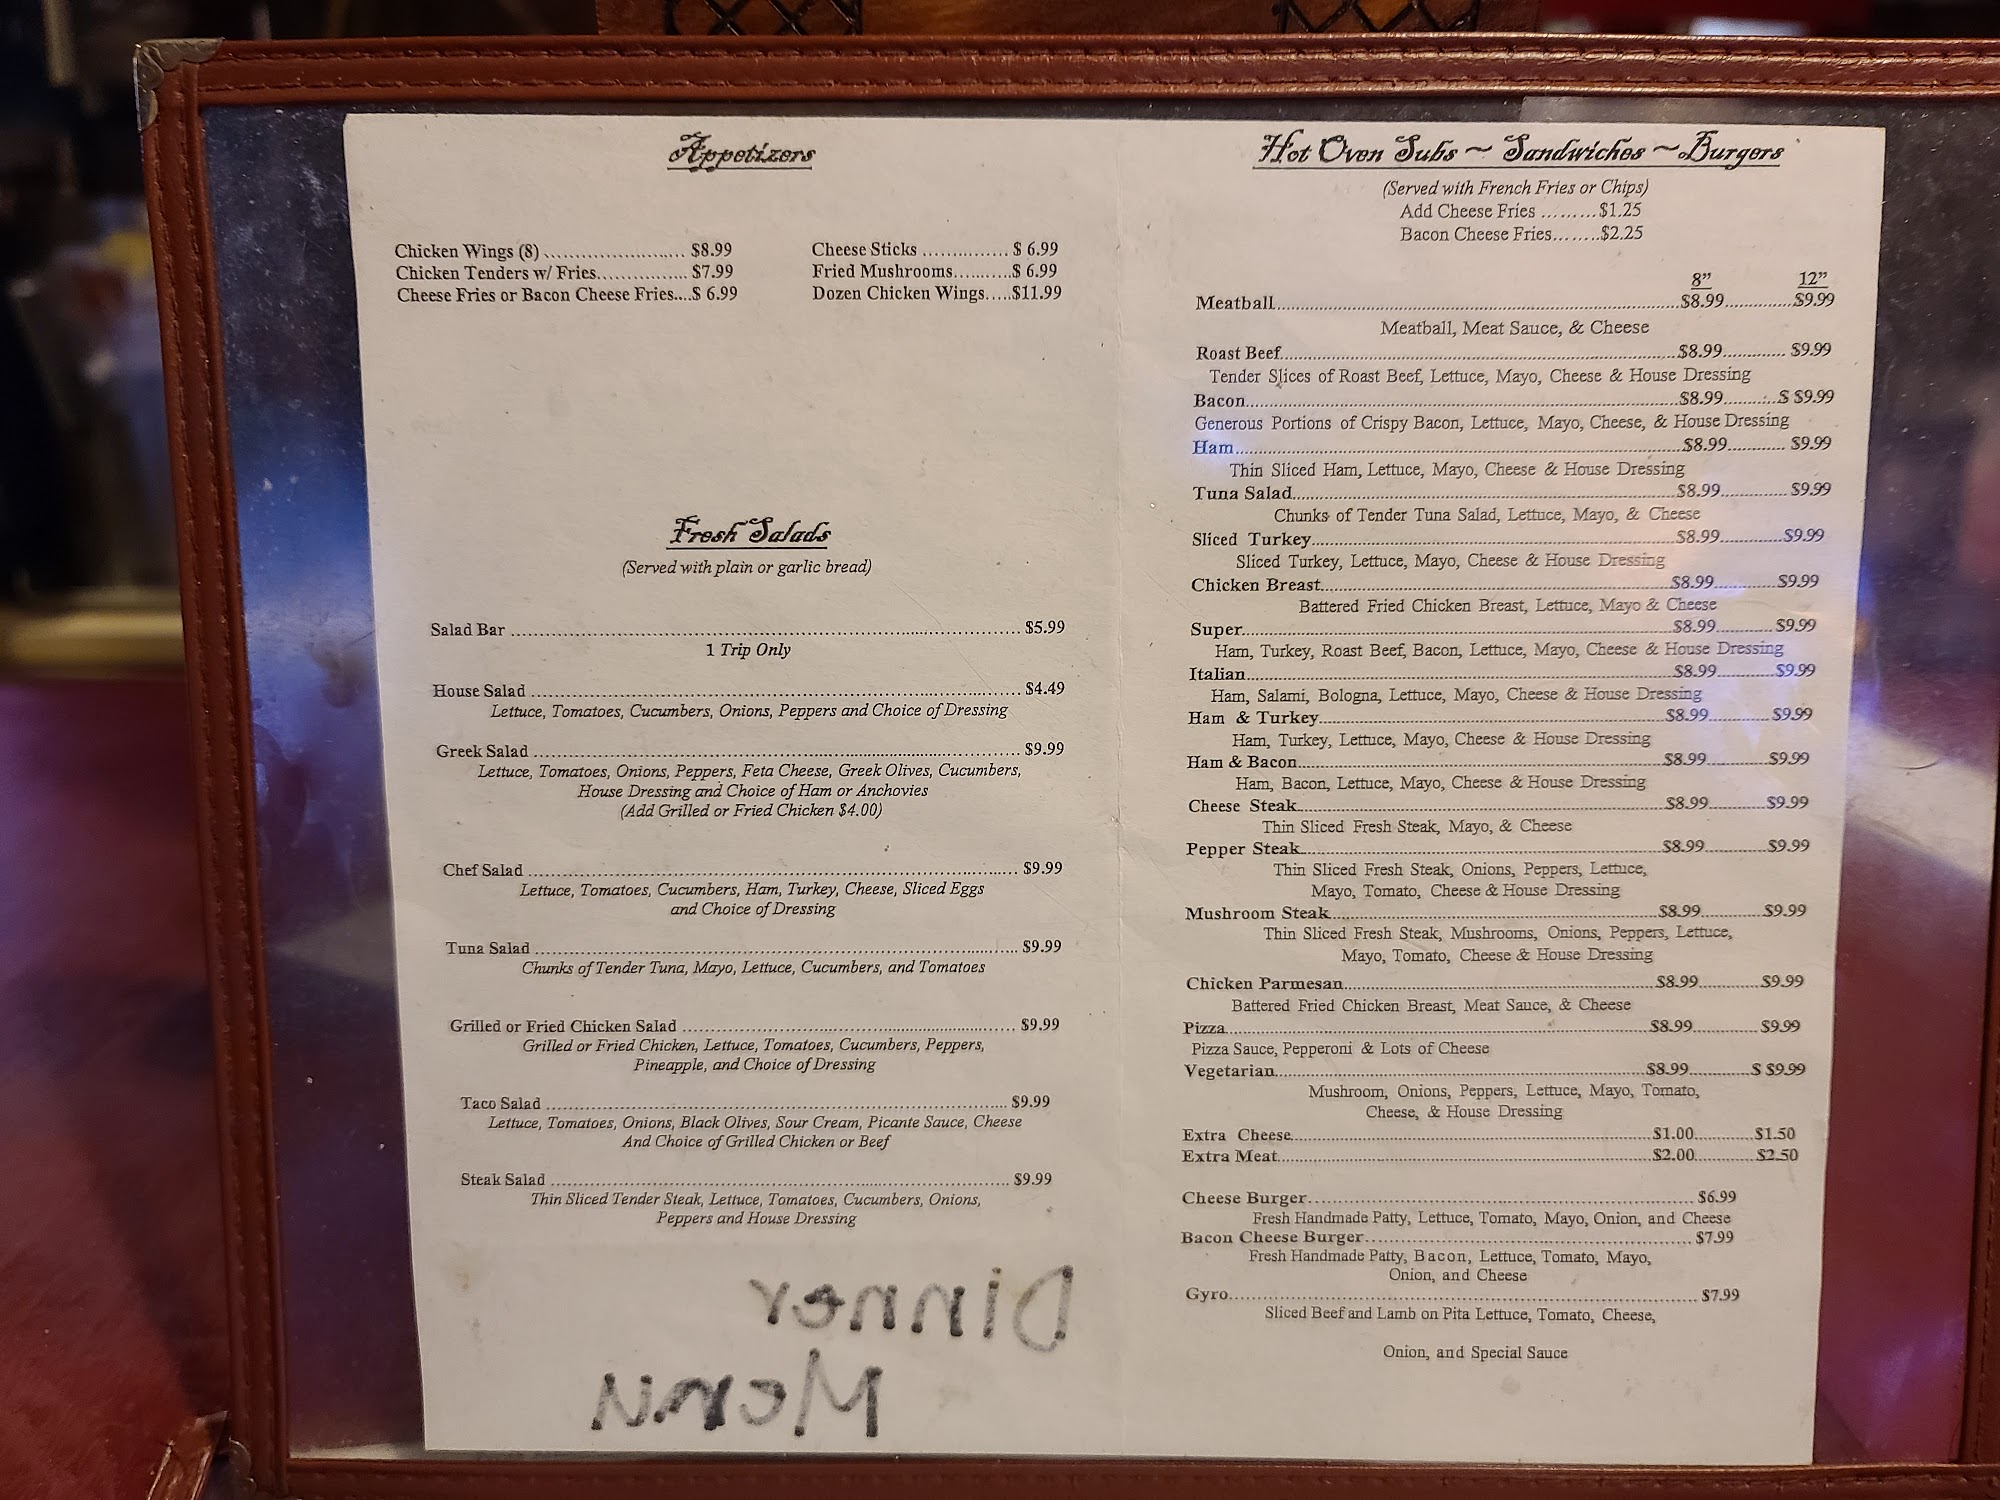 Appetizers
Chicken Wings (8) ........................ $8.99
Chicken Tenders w/ Fries................ $7.99
Cheese Fries or Bacon Cheese Fries....$ 6.99
Cheese Sticks ............... $ 6.99
Fried Mushrooms..........$ 6.99
Dozen Chicken Wings.....$11.99
Fresh Salads
(Served with plain or garlic bread)
Salad Bar ........................ $5.99
1 Trip Only
House Salad ........................ $4.49
Lettuce, Tomatoes, Cucumbers, Onions, Peppers and Choice of Dressing
Greek Salad ........................ $9.99
Lettuce, Tomatoes, Onions, Peppers, Feta Cheese, Greek Olives, Cucumbers,
House Dressing and Choice of Ham or Anchovies
(Add Grilled or Fried Chicken $4.00)
Chef Salad ........................ $9.99
Lettuce, Tomatoes, Cucumbers, Ham, Turkey, Cheese, Sliced Eggs
and Choice of Dressing
Tuna Salad ........................ $9.99
Chunks of Tender Tuna, Mayo, Lettuce, Cucumbers, and Tomatoes
Grilled or Fried Chicken Salad ........................ $9.99
Grilled or Fried Chicken, Lettuce, Tomatoes, Cucumbers, Peppers,
Pineapple, and Choice of Dressing
Taco Salad ........................ $9.99
Lettuce, Tomatoes, Onions, Black Olives, Sour Cream, Picante Sauce, Cheese
And Choice of Grilled Chicken or Beef
Steak Salad ........................ $9.99
Thin Sliced Tender Steak, Lettuce, Tomatoes, Cucumbers, Onions,
Peppers and House Dressing
Dinner
Menu
Hot Oven Subs ~ Sandwiches ~ Burgers
(Served with French Fries or Chips)
Add Cheese Fries .........$1.25
Bacon Cheese Fries........$2.25
8" 12"
Meatball........................$8.99..............$9.99
Meatball, Meat Sauce, & Cheese
Roast Beef........................$8.99............. $9.99
Tender Slices of Roast Beef, Lettuce, Mayo, Cheese & House Dressing
Bacon........................$8.99............$ $9.99
Generous Portions of Crispy Bacon, Lettuce, Mayo, Cheese, & House Dressing
Ham........................$8.99............ $9.99
Thin Sliced Ham, Lettuce, Mayo, Cheese & House Dressing
Tuna Salad........................$8.99............. $9.99
Chunks of Tender Tuna Salad, Lettuce, Mayo, & Cheese
Sliced Turkey........................$8.99.............$9.99
Sliced Turkey, Lettuce, Mayo, Cheese & House Dressing
Chicken Breast........................$8.99.............$9.99
Battered Fried Chicken Breast, Lettuce, Mayo & Cheese
Super........................$8.99............ $9.99
Ham, Turkey, Roast Beef, Bacon, Lettuce, Mayo, Cheese & House Dressing
Italian........................$8.99............ $9.99
Ham, Salami, Bologna, Lettuce, Mayo, Cheese & House Dressing
Ham & Turkey........................$8.99............$9.99
Ham, Turkey, Lettuce, Mayo, Cheese & House Dressing
Ham & Bacon........................$8.99............$9.99
Ham, Bacon, Lettuce, Mayo, Cheese & House Dressing
Cheese Steak........................$8.99............$9.99
Thin Sliced Fresh Steak, Mayo, & Cheese
Pepper Steak........................$8.99.............$9.99
Thin Sliced Fresh Steak, Onions, Peppers, Lettuce,
Mayo, Tomato, Cheese & House Dressing
Mushroom Steak........................$8.99.............$9.99
Thin Sliced Fresh Steak, Mushrooms, Onions, Peppers, Lettuce,
Mayo, Tomato, Cheese & House Dressing
Chicken Parmesan........................$8.99.............$9.99
Battered Fried Chicken Breast, Meat Sauce, & Cheese
Pizza........................$8.99..............$9.99
Pizza Sauce, Pepperoni & Lots of Cheese
Vegetarian........................$8.99............$ $9.99
Mushroom, Onions, Peppers, Lettuce, Mayo, Tomato,
Cheese, & House Dressing
Extra Cheese........................$1.00.............$1.50
Extra Meat........................$2.00.............$2.50
Cheese Burger........................ $6.99
Fresh Handmade Patty, Lettuce, Tomato, Mayo, Onion, and Cheese
Bacon Cheese Burger........................ $7.99
Fresh Handmade Patty, Bacon, Lettuce, Tomato, Mayo,
Onion, and Cheese
Gyro........................ $7.99
Sliced Beef and Lamb on Pita Lettuce, Tomato, Cheese,
Onion, and Special Sauce